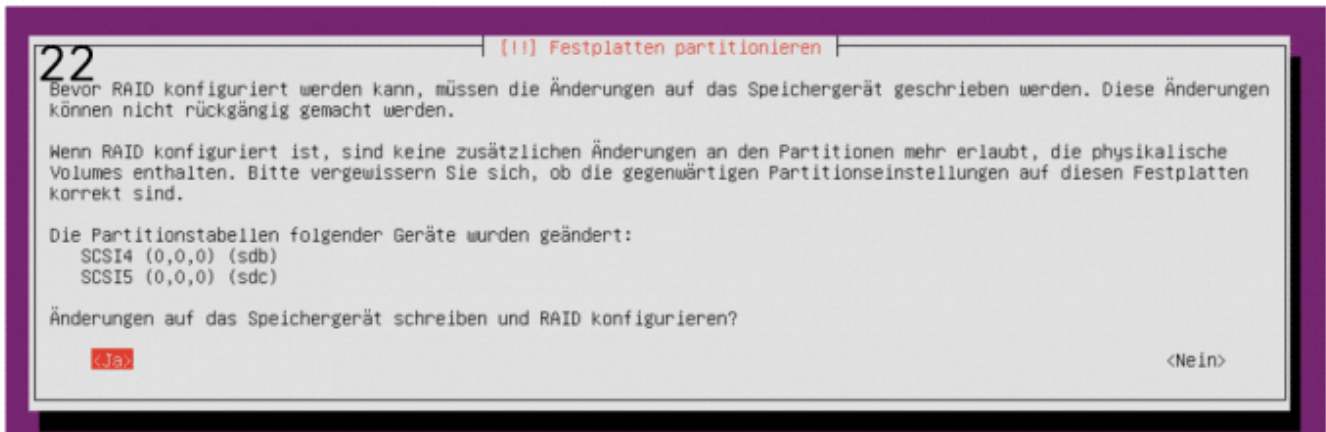 [!!] Festplatten partitionieren
22
Bevor RAID konfiguriert werden kann, müssen die Änderungen auf das Speichergerät geschrieben werden. Diese Änderungen
können nicht rückgängig gemacht werden.
Wenn RAID konfiguriert ist, sind keine zusätzlichen Änderungen an den Partitionen mehr erlaubt, die physikalische
Volumes enthalten. Bitte vergewissern Sie sich, ob die gegenwärtigen Partitionseinstellungen auf diesen Festplatten
korrekt sind.
Die Partitionstabellen folgender Geräte wurden geändert:
SCSI4 (0,0,0) (sdb)
SCSI5 (0,0,0) (sdc)
Änderungen auf das Speichergerät schreiben und RAID konfigurieren?
<Ja> <Nein>